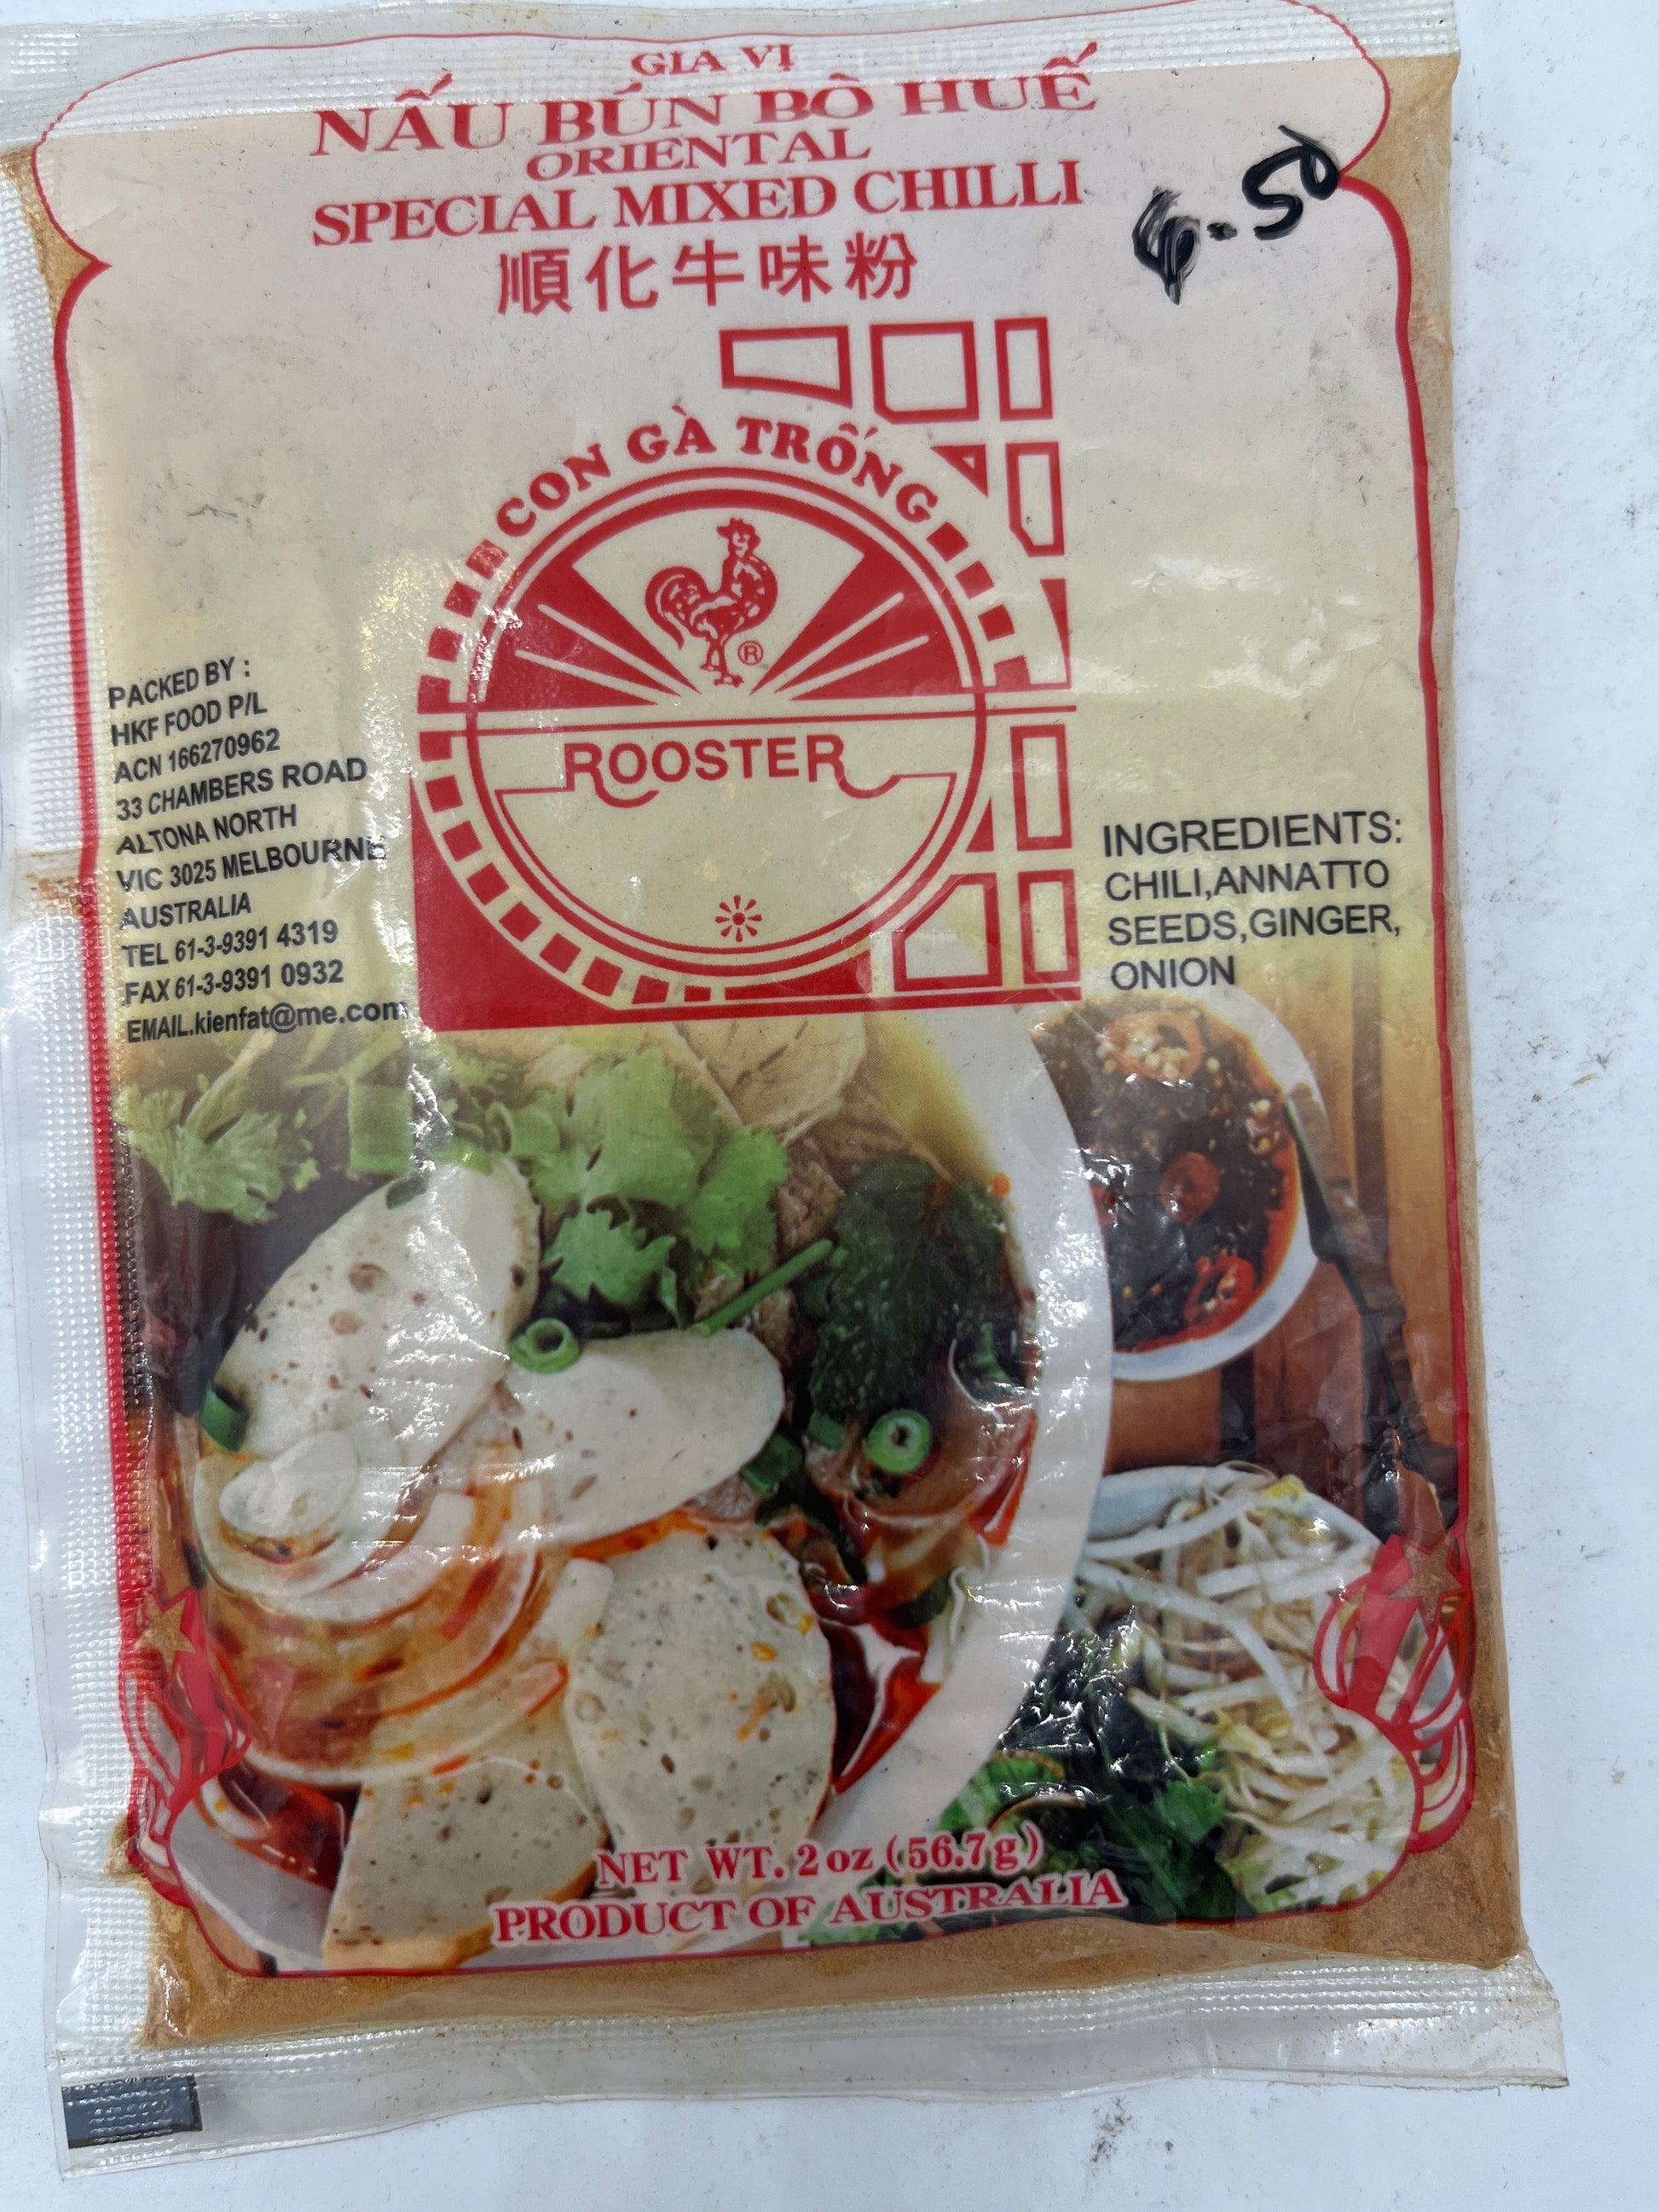 GIA VỊ
NẤU BÚN BÒ HUẾ
ORIENTAL
SPECIAL MIXED CHILLI
順化牛味粉
CON GÀ TRỐNG
®
ROOSTER
PACKED BY :
HKF FOOD P/L
ACN 166270962
33 CHAMBERS ROAD
ALTONA NORTH
VIC 3025 MELBOURNE
AUSTRALIA
TEL 61-3-9391 4319
FAX 61-3-9391 0932
EMAIL.kienfat@me.com
INGREDIENTS:
CHILI,ANNATTO
SEEDS,GINGER,
ONION
NET WT. 2 oz (56.7g)
PRODUCT OF AUSTRALIA